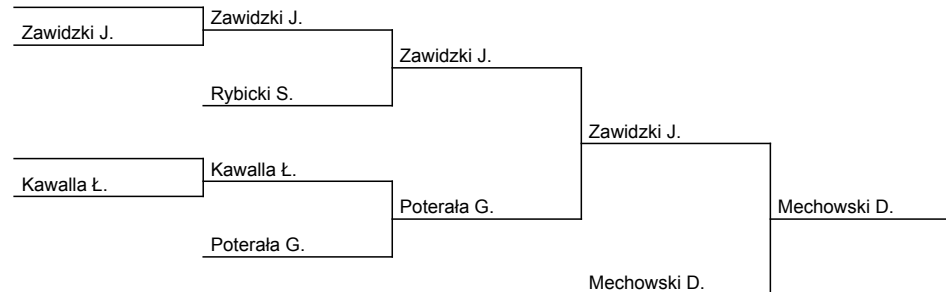 Zawidzki J.
Zawidzki J.
Zawidzki J.
Rybicki S.
Zawidzki J.
Kawalla Ł.
Kawalla Ł.
Poterała G.
Mechowski D.
Poterała G.
Mechowski D.